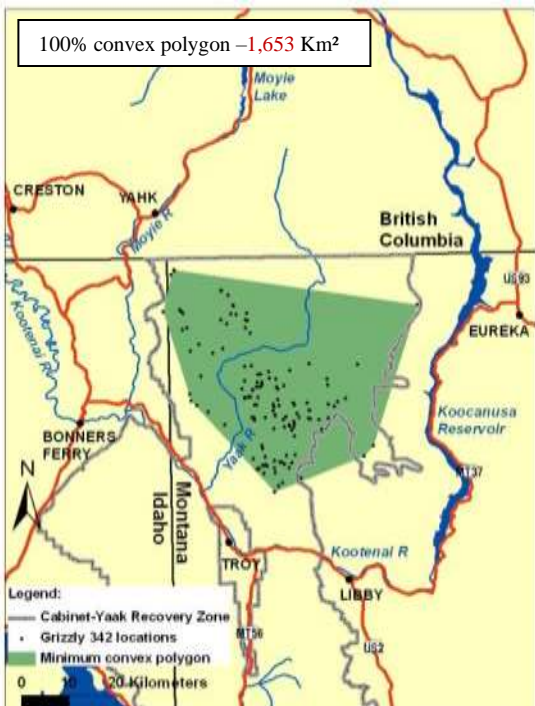 100% convex polygon –1,653 Km²
Moyie
Lake
CRESTON
YAHK
Moyie R
British
Columbia
US93
Kootenai R
EUREKA
Koocanusa
Reservoir
BONNERS
FERRY
Yaak R
MT37
N
Montana
Idaho
TROY
Kootenai R
LIBBY
Legend:
Cabinet-Yaak Recovery Zone
Grizzly 342 locations
Minimum convex polygon
MT56
US2
0 10 20 Kilometers